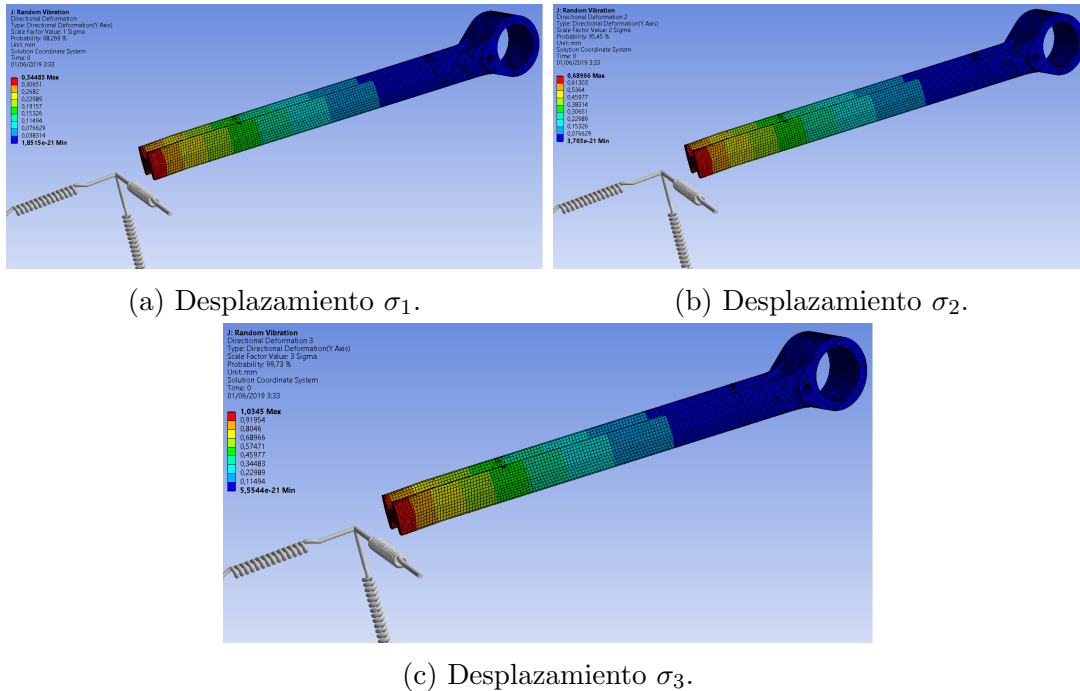 J: Random Vibration
Directional Deformation
Type: Directional Deformation(Y Axis)
Scale Factor Value: 1 Sigma
Probability: 68,269 %
Unit: mm
Solution Coordinate System
Time: 0
01/06/2019 3:33
0,34483 Max
0,30651
0,2682
0,22989
0,19157
0,15326
0,11494
0,076629
0,038314
1,8515e-21 Min
J: Random Vibration
Directional Deformation 2
Type: Directional Deformation(Y Axis)
Scale Factor Value: 2 Sigma
Probability: 95,45 %
Unit: mm
Solution Coordinate System
Time: 0
01/06/2019 3:33
0,68966 Max
0,61303
0,5364
0,45977
0,38314
0,30651
0,22989
0,15326
0,076629
3,703e-21 Min
(a) Desplazamiento σ₁.
(b) Desplazamiento σ₂.
J: Random Vibration
Directional Deformation 3
Type: Directional Deformation(Y Axis)
Scale Factor Value: 3 Sigma
Probability: 99,73 %
Unit: mm
Solution Coordinate System
Time: 0
01/06/2019 3:33
1,0345 Max
0,91954
0,8046
0,68966
0,57471
0,45977
0,34483
0,22989
0,11494
5,5544e-21 Min
(c) Desplazamiento σ₃.